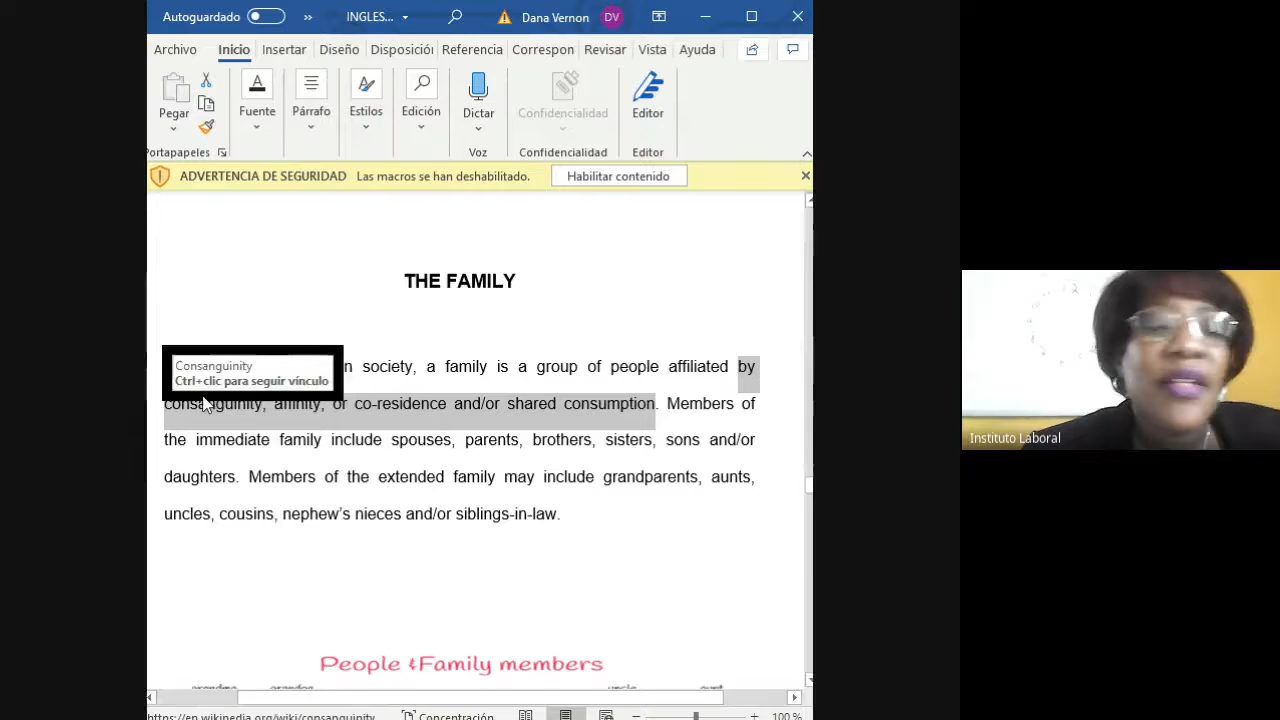 Autoguardado » INGLES... Dana Vernon DV
Archivo Inicio Insertar Diseño Disposició Referencia Correspon Revisar Vista Ayuda
Pegar Fuente Párrafo Estilos Edición Dictar Confidencialidad Editor
Portapapeles Voz Confidencialidad Editor
ADVERTENCIA DE SEGURIDAD Las macros se han deshabilitado. Habilitar contenido
THE FAMILY
Consanguinity
Ctrl+clic para seguir vínculo
n society, a family is a group of people affiliated by
consanguinity, affinity, or co-residence and/or shared consumption. Members of
the immediate family include spouses, parents, brothers, sisters, sons and/or
daughters. Members of the extended family may include grandparents, aunts,
uncles, cousins, nephew's nieces and/or siblings-in-law.
People & Family members
uncle aunt
https://en.wikipedia.org/wiki/consanguinity Concentración 100 %
Instituto Laboral